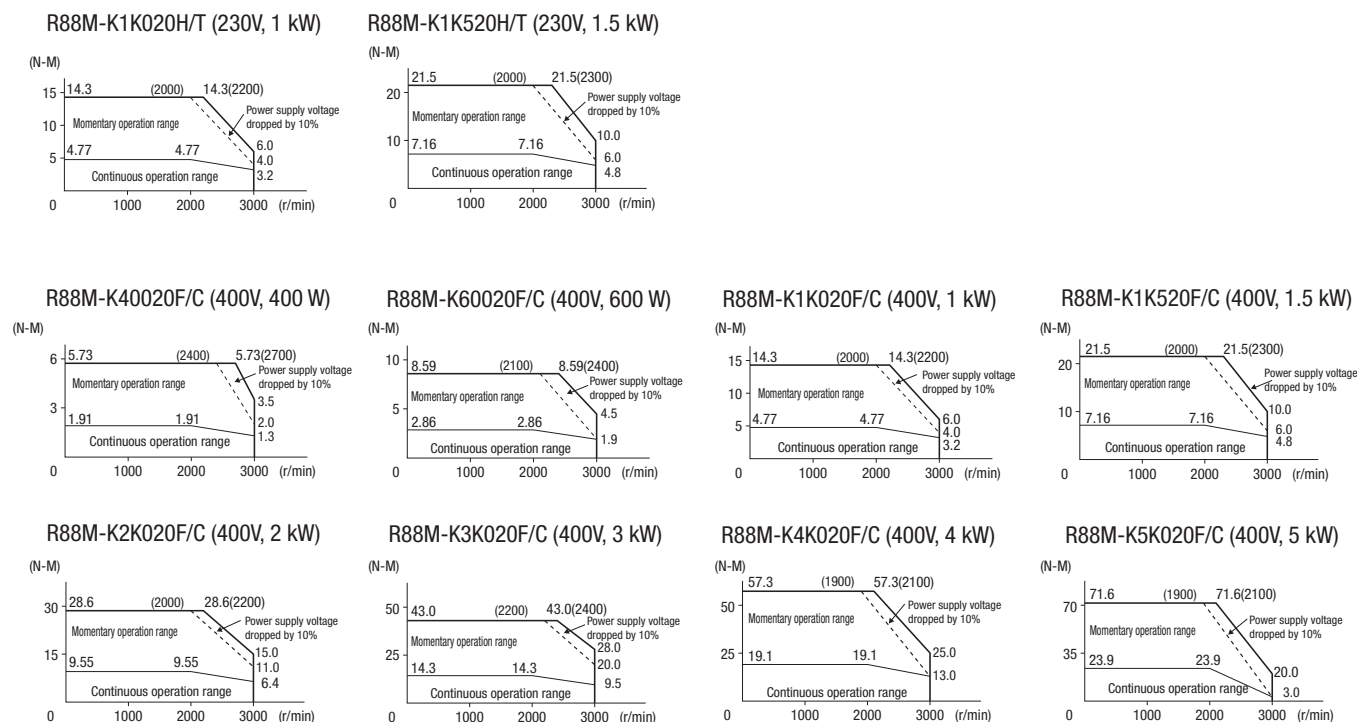 R88M-K1K020H/T (230V, 1 kW)
(N-M)
15
14.3
(2000)
14.3(2200)
Power supply voltage
dropped by 10%
10
Momentary operation range
6.0
5
4.77
4.77
4.0
3.2
Continuous operation range
0
1000
2000
3000
(r/min)
R88M-K1K520H/T (230V, 1.5 kW)
(N-M)
21.5
(2000)
21.5(2300)
20
Power supply voltage
dropped by 10%
Momentary operation range
10.0
10
7.16
7.16
6.0
4.8
Continuous operation range
0
1000
2000
3000
(r/min)
R88M-K40020F/C (400V, 400 W)
(N-M)
6
5.73
(2400)
5.73(2700)
Power supply voltage
dropped by 10%
Momentary operation range
3.5
3
1.91
1.91
2.0
1.3
Continuous operation range
0
1000
2000
3000
(r/min)
R88M-K60020F/C (400V, 600 W)
(N-M)
10
8.59
(2100)
8.59(2400)
Power supply voltage
dropped by 10%
Momentary operation range
5
4.5
2.86
2.86
1.9
Continuous operation range
0
1000
2000
3000
(r/min)
R88M-K1K020F/C (400V, 1 kW)
(N-M)
15
14.3
(2000)
14.3(2200)
Power supply voltage
dropped by 10%
10
Momentary operation range
6.0
5
4.77
4.77
4.0
3.2
Continuous operation range
0
1000
2000
3000
(r/min)
R88M-K1K520F/C (400V, 1.5 kW)
(N-M)
21.5
(2000)
21.5(2300)
20
Power supply voltage
dropped by 10%
Momentary operation range
10.0
10
7.16
7.16
6.0
4.8
Continuous operation range
0
1000
2000
3000
(r/min)
R88M-K2K020F/C (400V, 2 kW)
(N-M)
30
28.6
(2000)
28.6(2200)
Power supply voltage
dropped by 10%
Momentary operation range
15
15.0
9.55
9.55
11.0
6.4
Continuous operation range
0
1000
2000
3000
(r/min)
R88M-K3K020F/C (400V, 3 kW)
(N-M)
50
43.0
(2200)
43.0(2400)
Power supply voltage
dropped by 10%
Momentary operation range
25
28.0
14.3
14.3
20.0
9.5
Continuous operation range
0
1000
2000
3000
(r/min)
R88M-K4K020F/C (400V, 4 kW)
(N-M)
57.3
(1900)
57.3(2100)
50
Power supply voltage
dropped by 10%
Momentary operation range
25
25.0
19.1
19.1
13.0
Continuous operation range
0
1000
2000
3000
(r/min)
R88M-K5K020F/C (400V, 5 kW)
(N-M)
70
71.6
(1900)
71.6(2100)
Power supply voltage
dropped by 10%
Momentary operation range
35
23.9
23.9
20.0
3.0
Continuous operation range
0
1000
2000
3000
(r/min)